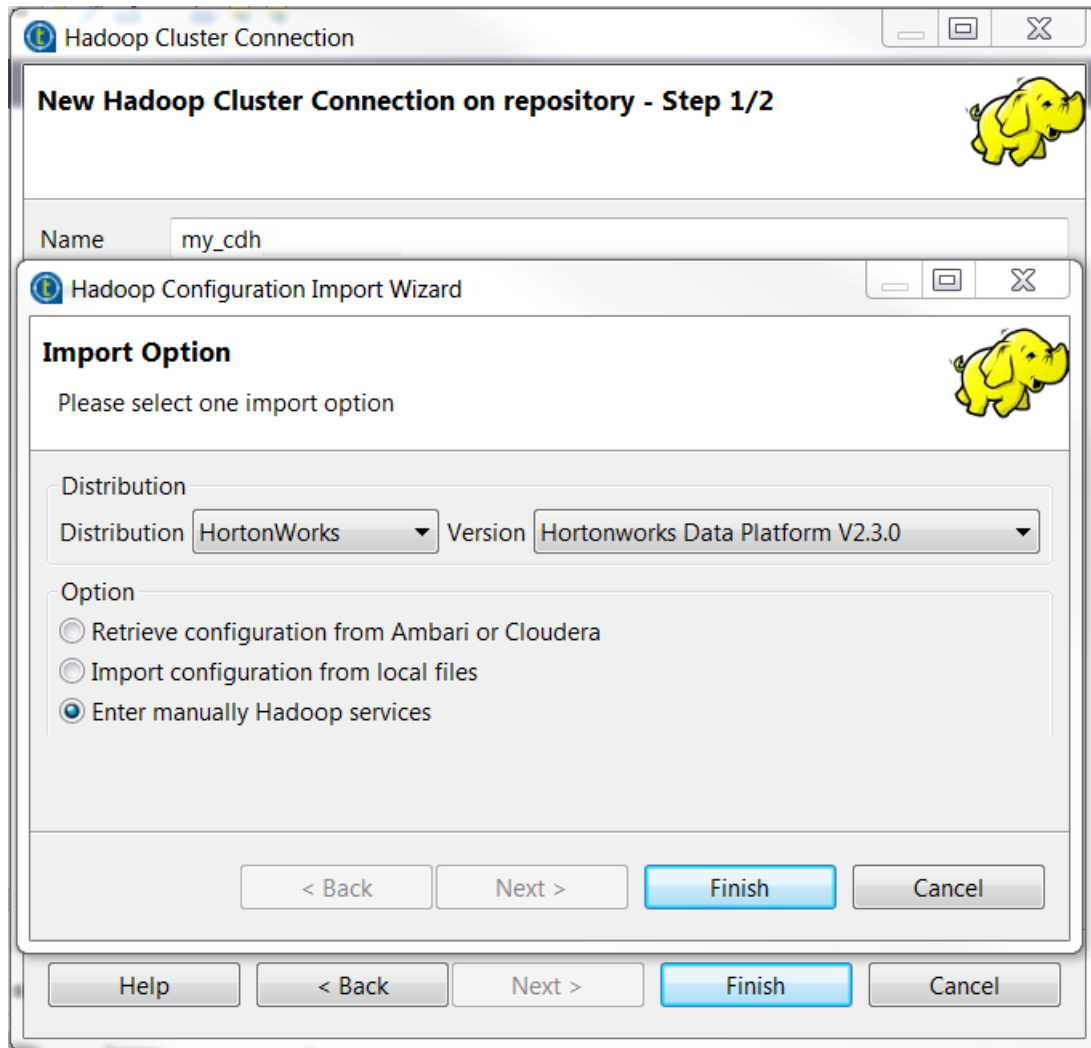 Hadoop Cluster Connection
New Hadoop Cluster Connection on repository - Step 1/2
Name my_cdh
Hadoop Configuration Import Wizard
Import Option
Please select one import option
Distribution
Distribution HortonWorks Version Hortonworks Data Platform V2.3.0
Option
Retrieve configuration from Ambari or Cloudera
Import configuration from local files
Enter manually Hadoop services
< Back Next > Finish Cancel
Help < Back Next > Finish Cancel